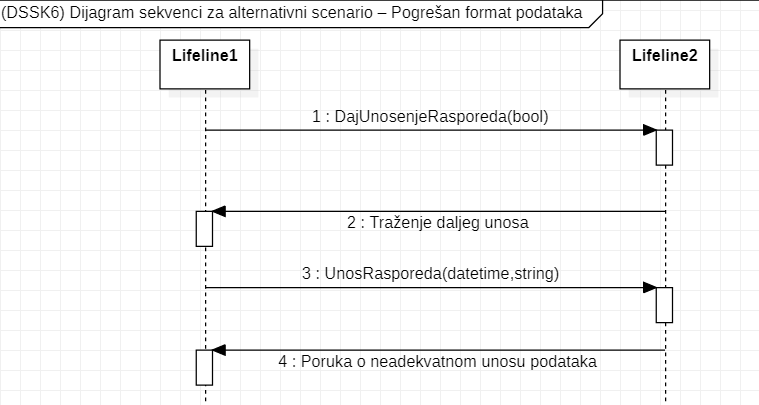 (DSSK6) Dijagram sekvenci za alternativni scenario – Pogrešan format podataka
Lifeline1
Lifeline2
1 : DajUnosenjeRasporeda(bool)
2 : Traženje daljeg unosa
3 : UnosRasporeda(datetime,string)
4 : Poruka o neadekvatnom unosu podataka